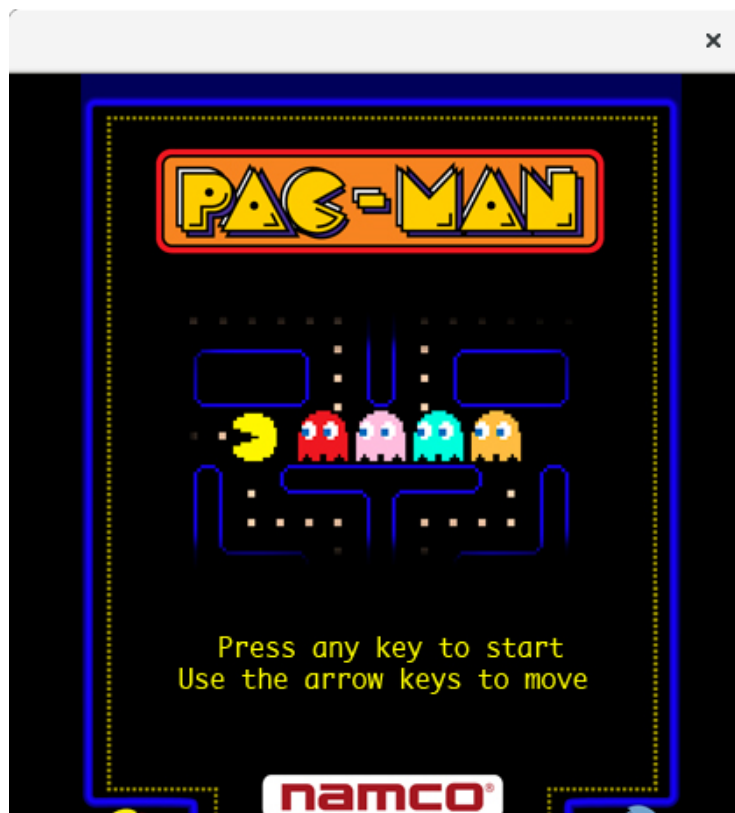 PAC-MAN
Press any key to start
Use the arrow keys to move
namco®